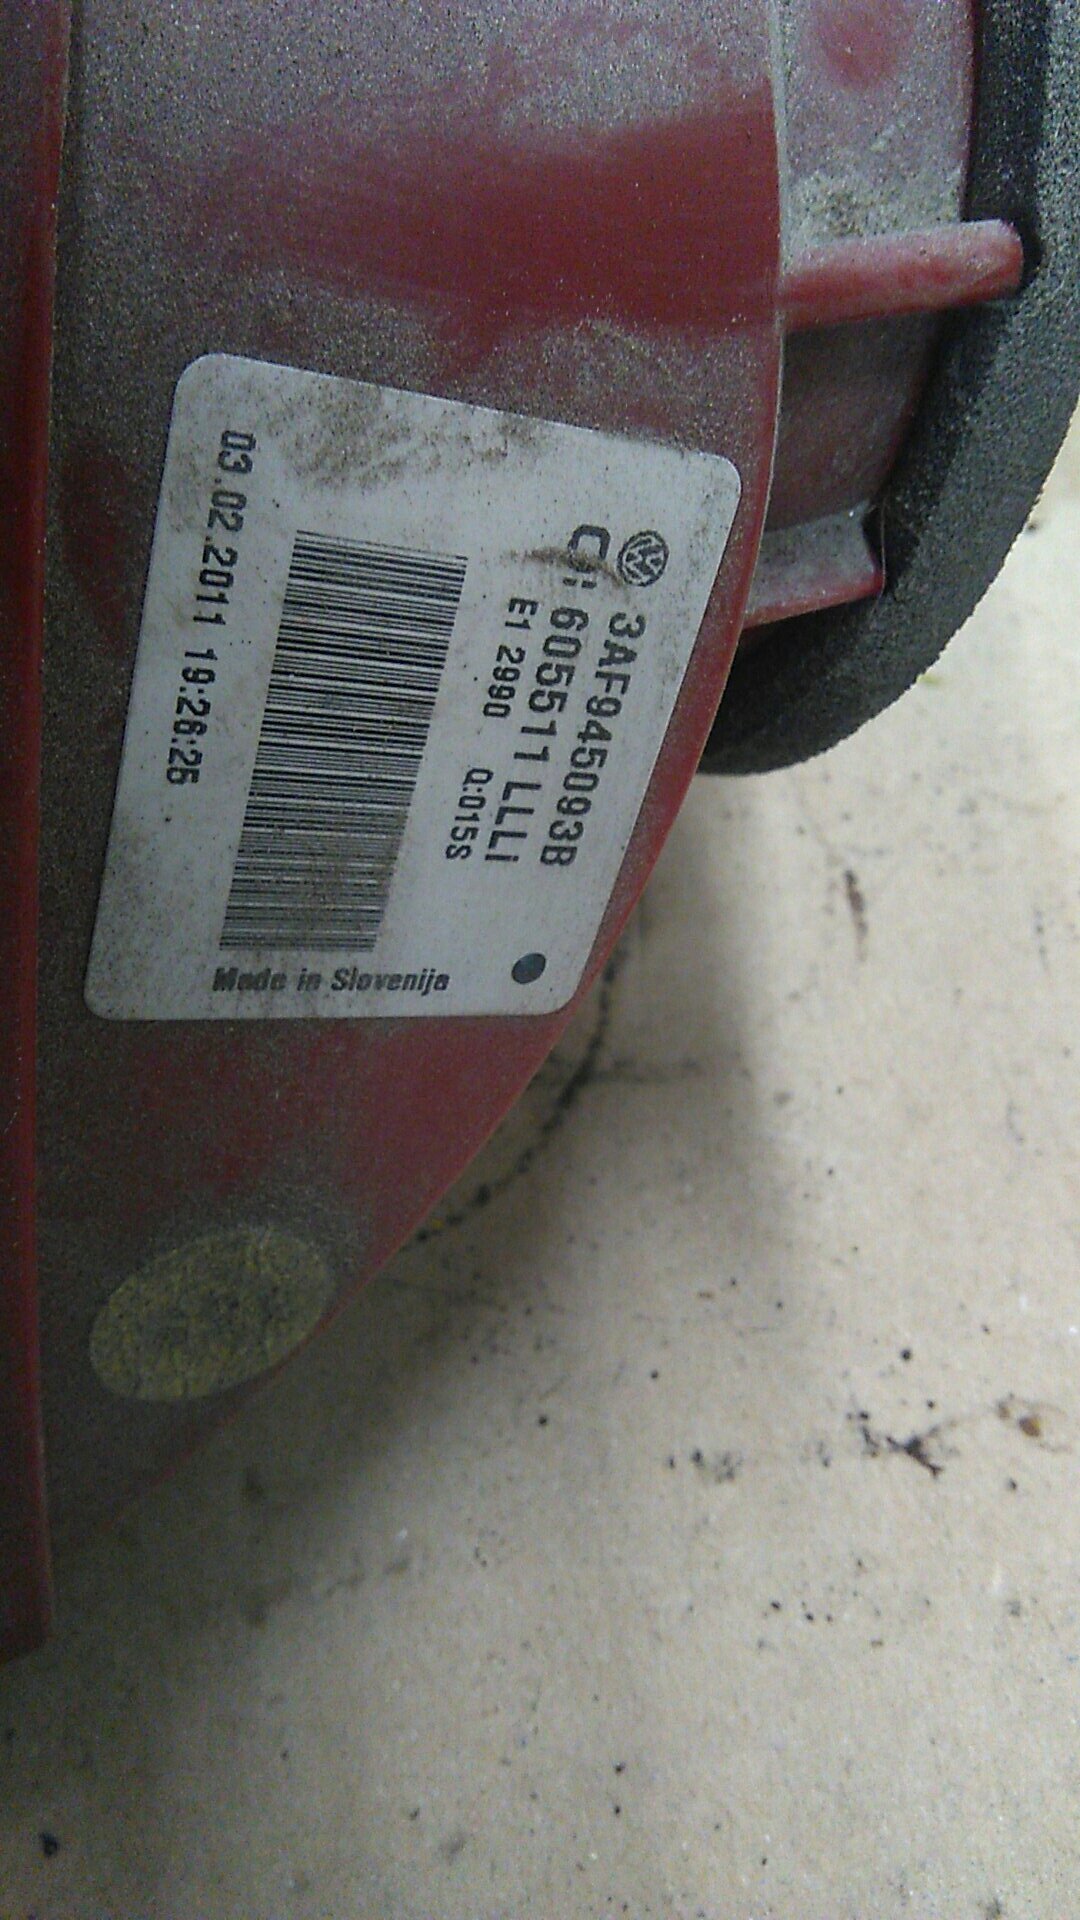 3AF945093B
C": 605511 LLLi
E1 2990 Q:015S
03.02.2011 19:26:25
Made in Slovenija